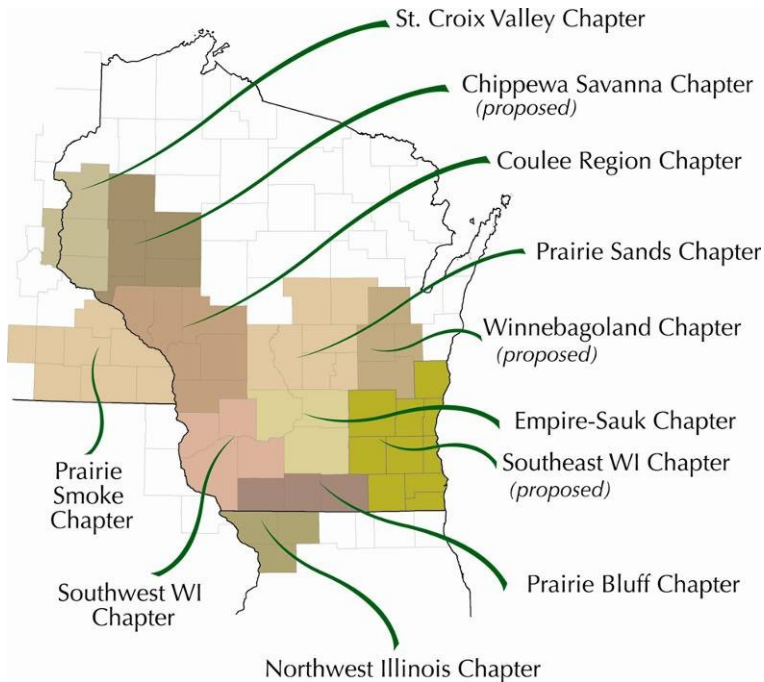 St. Croix Valley Chapter
Chippewa Savanna Chapter
(proposed)
Coulee Region Chapter
Prairie Sands Chapter
Winnebagoland Chapter
(proposed)
Empire-Sauk Chapter
Southeast WI Chapter
(proposed)
Prairie
Smoke
Chapter
Southwest WI
Chapter
Prairie Bluff Chapter
Northwest Illinois Chapter